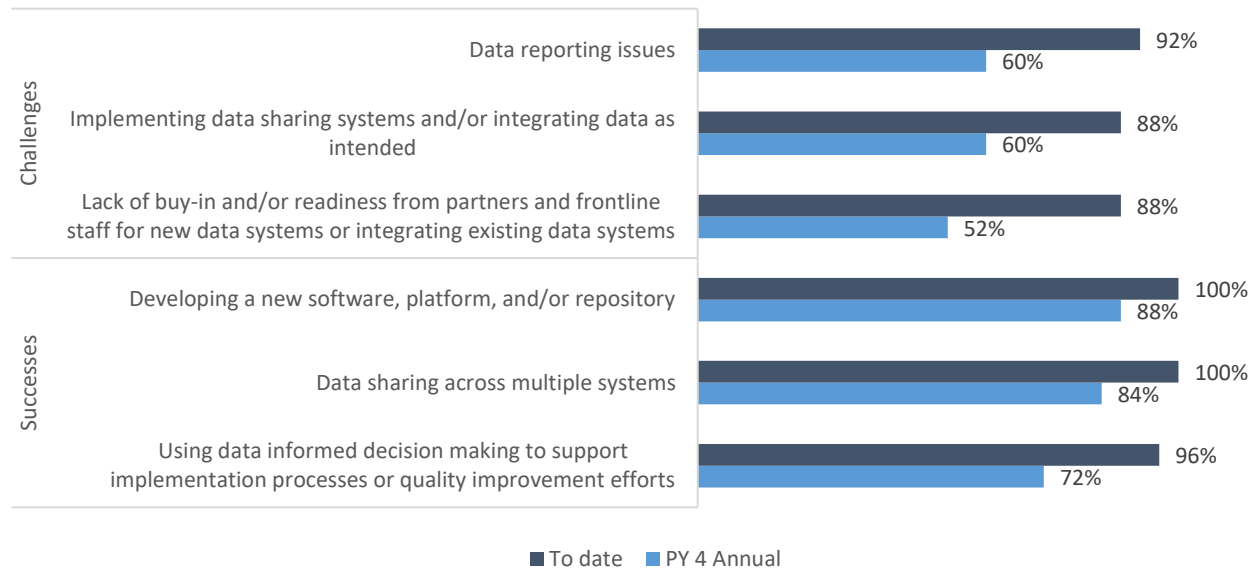 Challenges
Data reporting issues
92%
60%
Implementing data sharing systems and/or integrating data as
intended
88%
60%
Lack of buy-in and/or readiness from partners and frontline
staff for new data systems or integrating existing data systems
88%
52%
Successes
Developing a new software, platform, and/or repository
100%
88%
Data sharing across multiple systems
100%
84%
Using data informed decision making to support
implementation processes or quality improvement efforts
96%
72%
To date PY 4 Annual